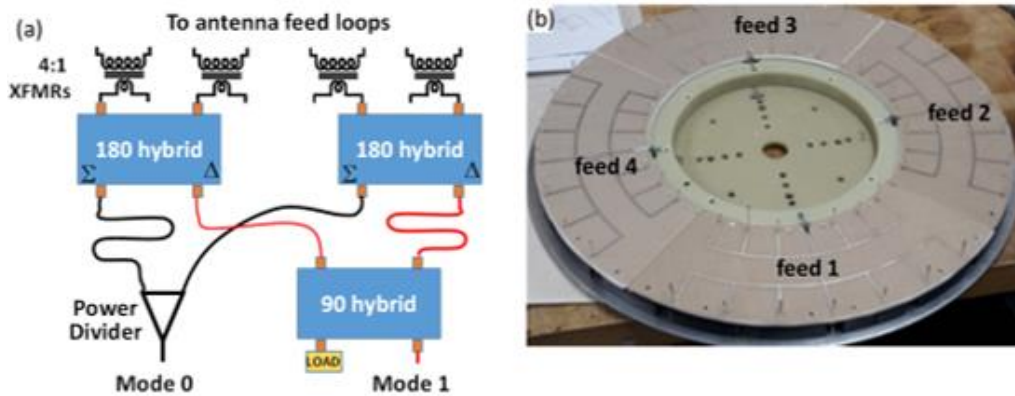 (a)
To antenna feed loops
4:1
XFMRs
180 hybrid
Σ
Δ
180 hybrid
Σ
Δ
90 hybrid
Power
Divider
LOAD
Mode 0
Mode 1
(b)
feed 3
feed 2
feed 4
feed 1